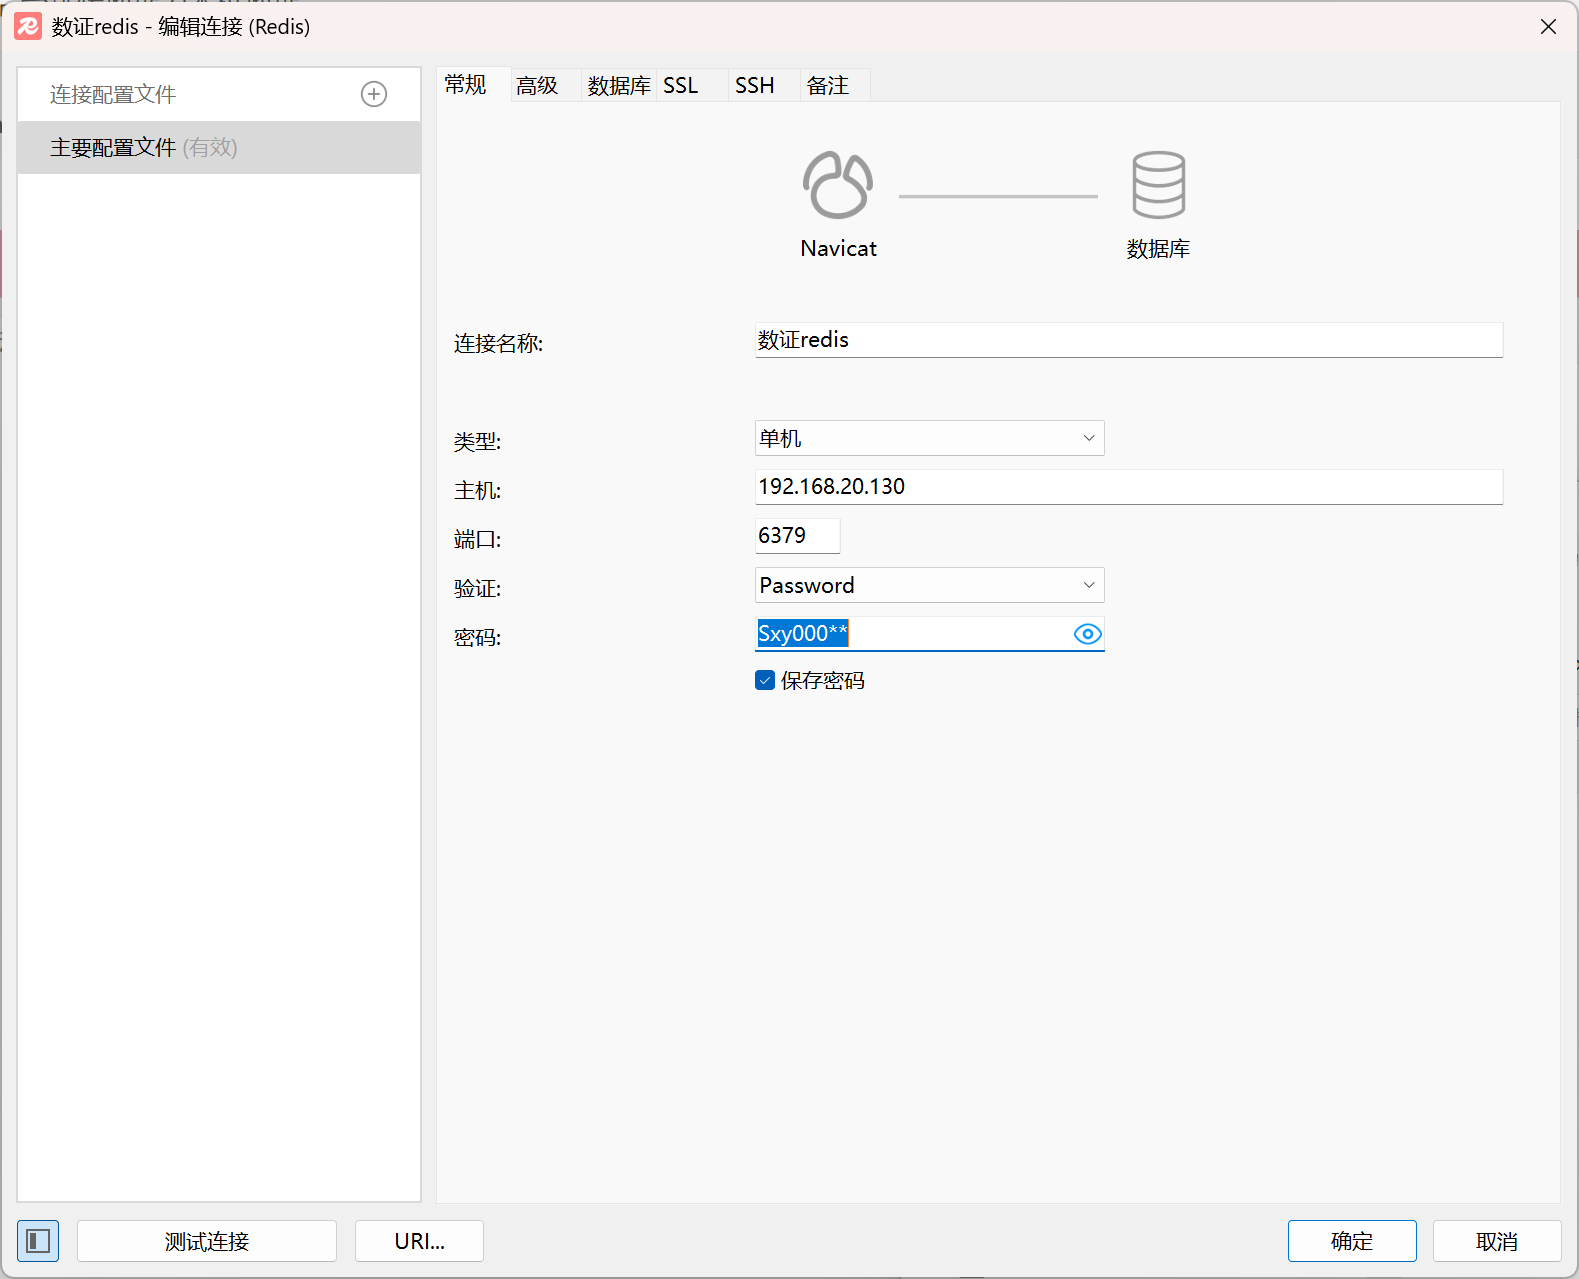 数证redis - 编辑连接 (Redis)
连接配置文件
主要配置文件 (有效)
常规 高级 数据库 SSL SSH 备注
Navicat 数据库
连接名称: 数证redis
类型: 单机
主机: 192.168.20.130
端口: 6379
验证: Password
密码: Sxy000**
保存密码
测试连接 URI... 确定 取消